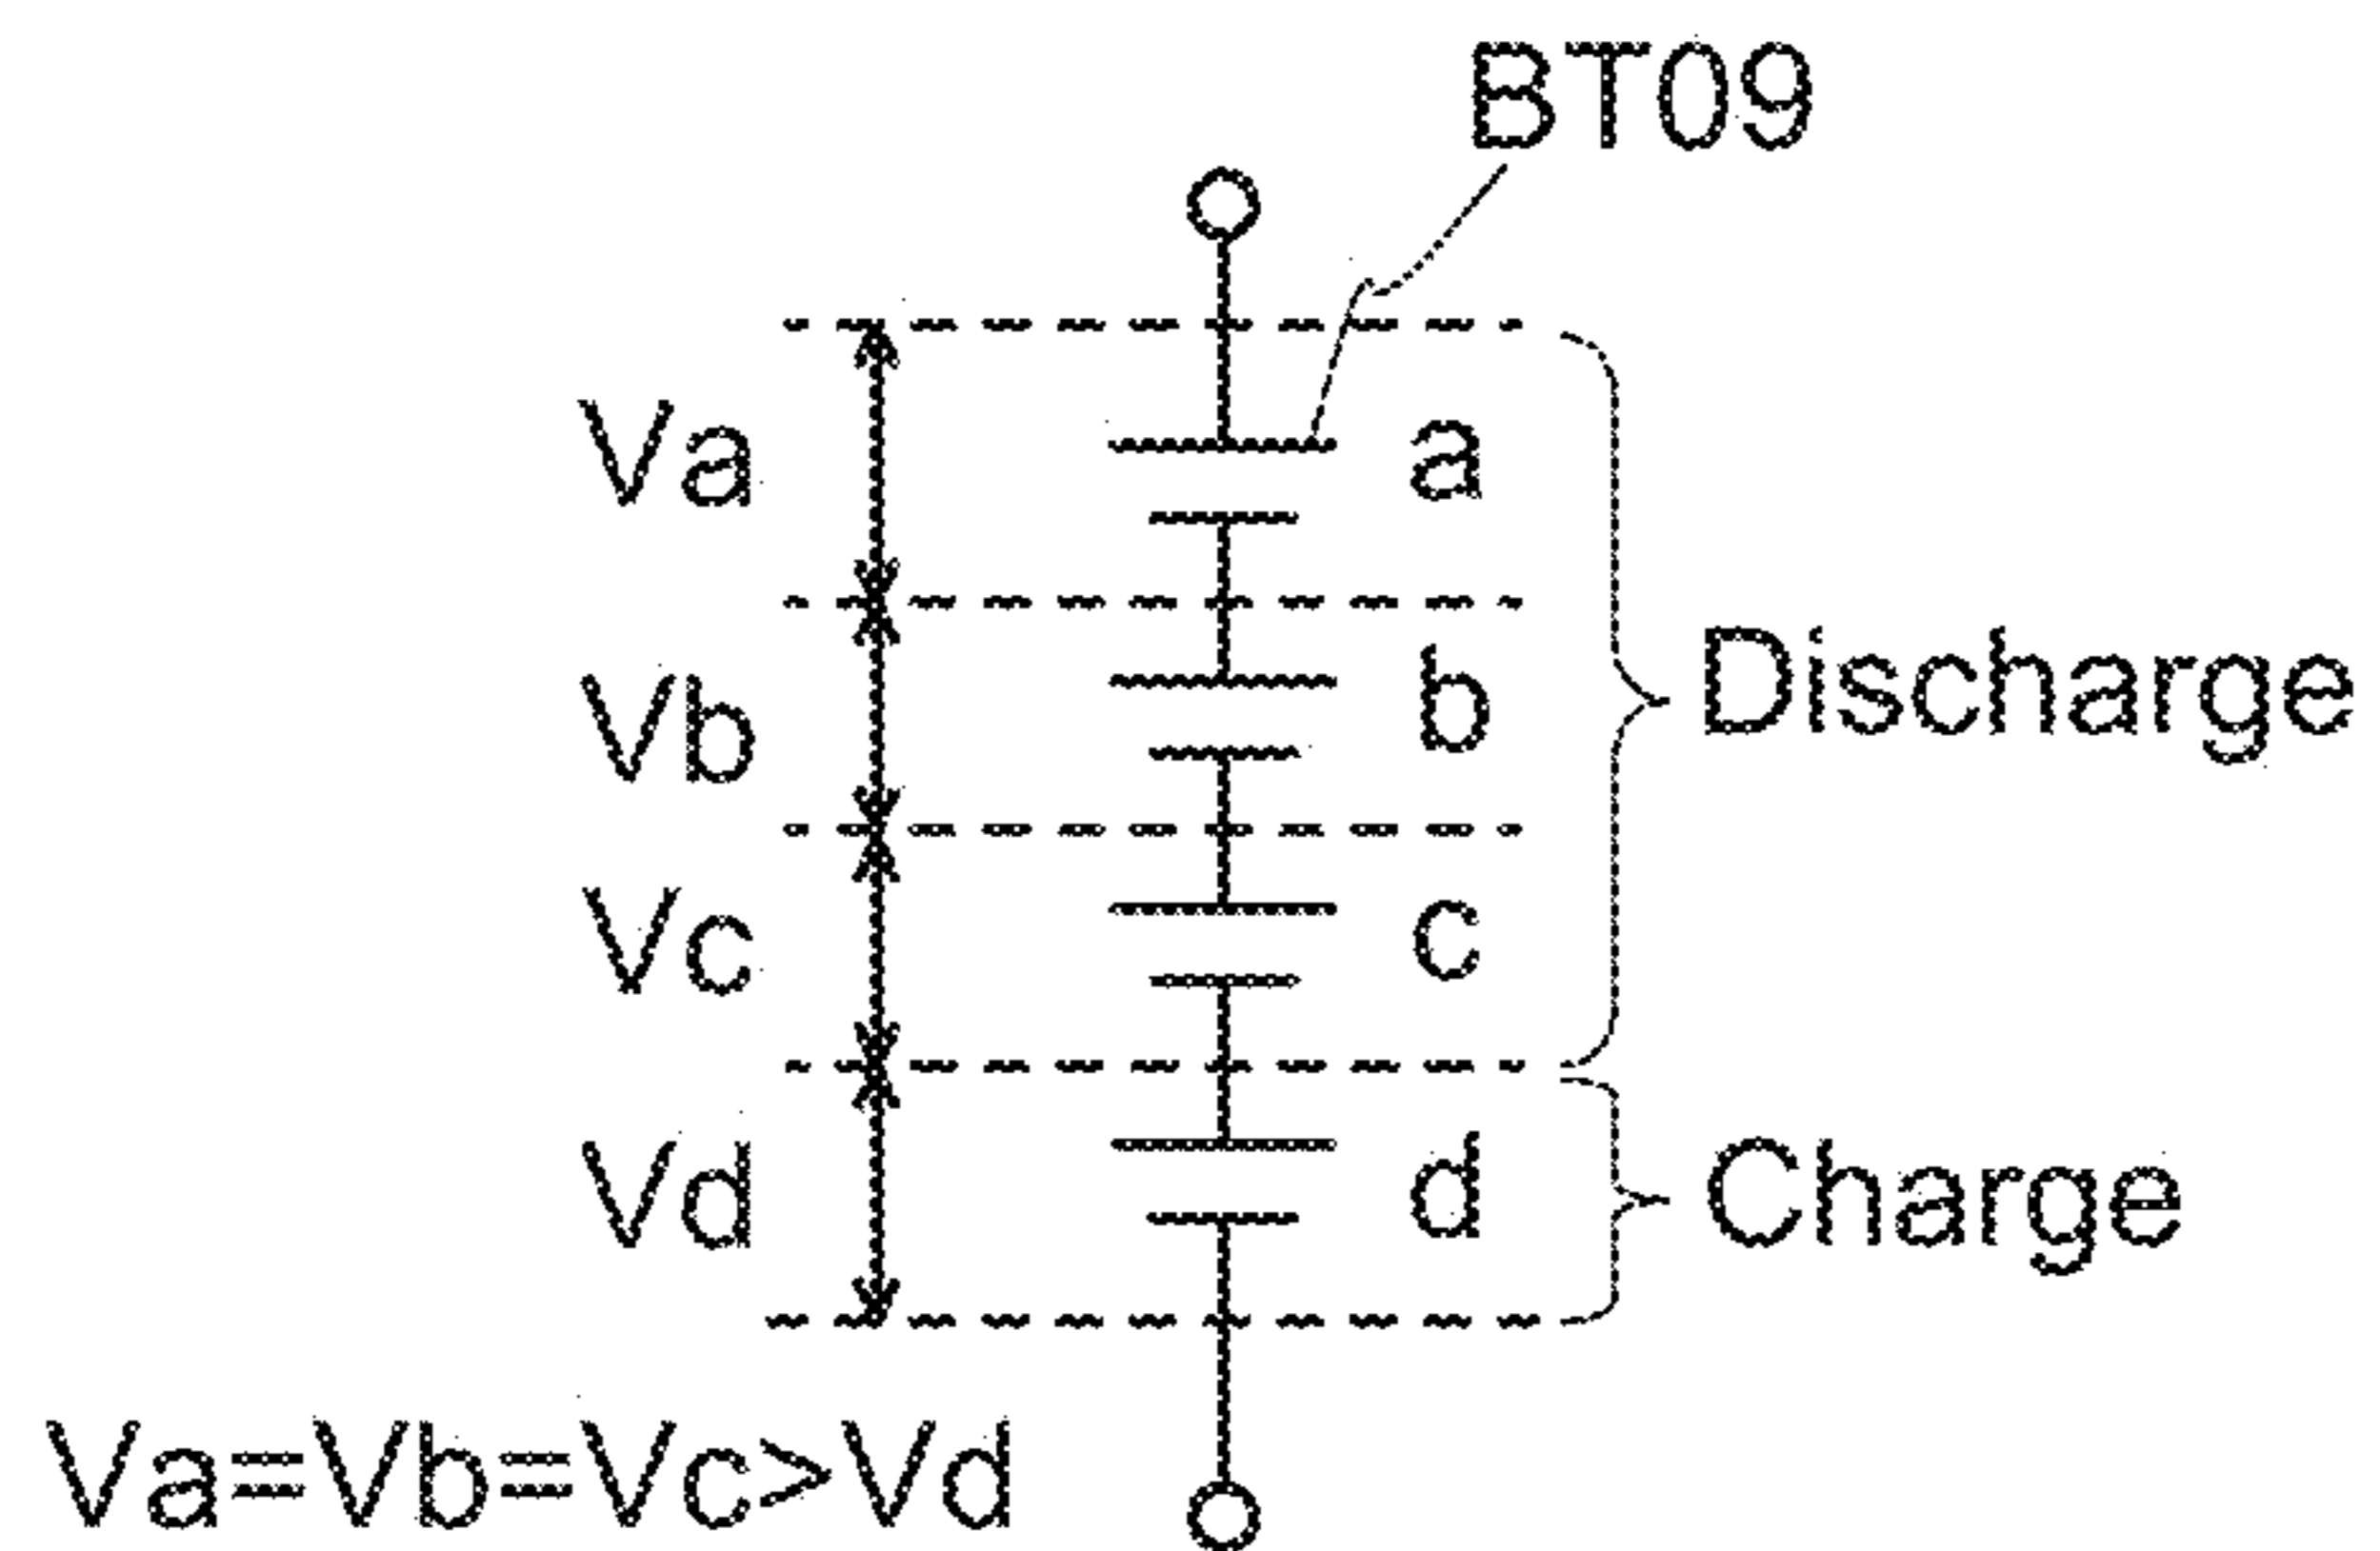 BT09
Va
a
Vb
b
Discharge
Vc
c
Vd
d
Charge
Va=Vb=Vc>Vd